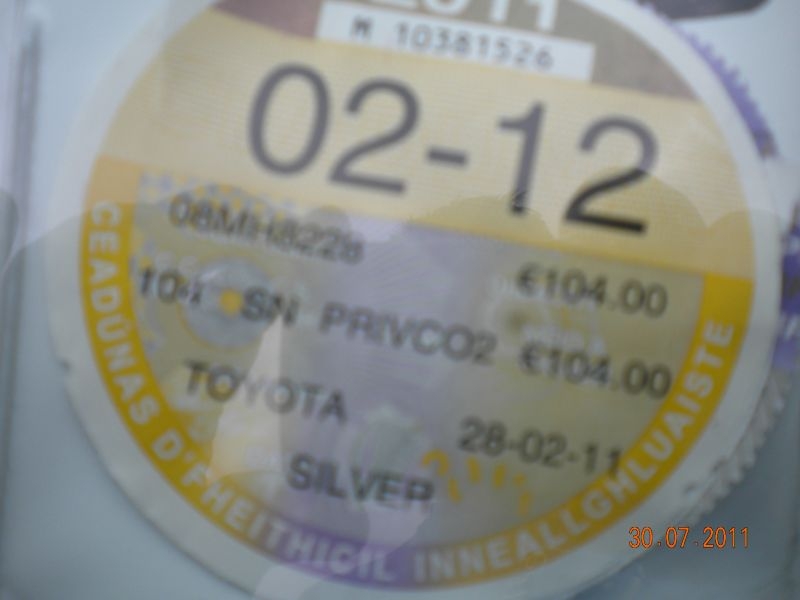 2011
M 10381526
02-12
08MH8228
€104.00
104 SN PRIVCO2 €104.00
TOYOTA
28-02-11
SILVER
CEADÚNAS D'FHEITHICIL INNEALLGHLUAISTE
30.07.2011